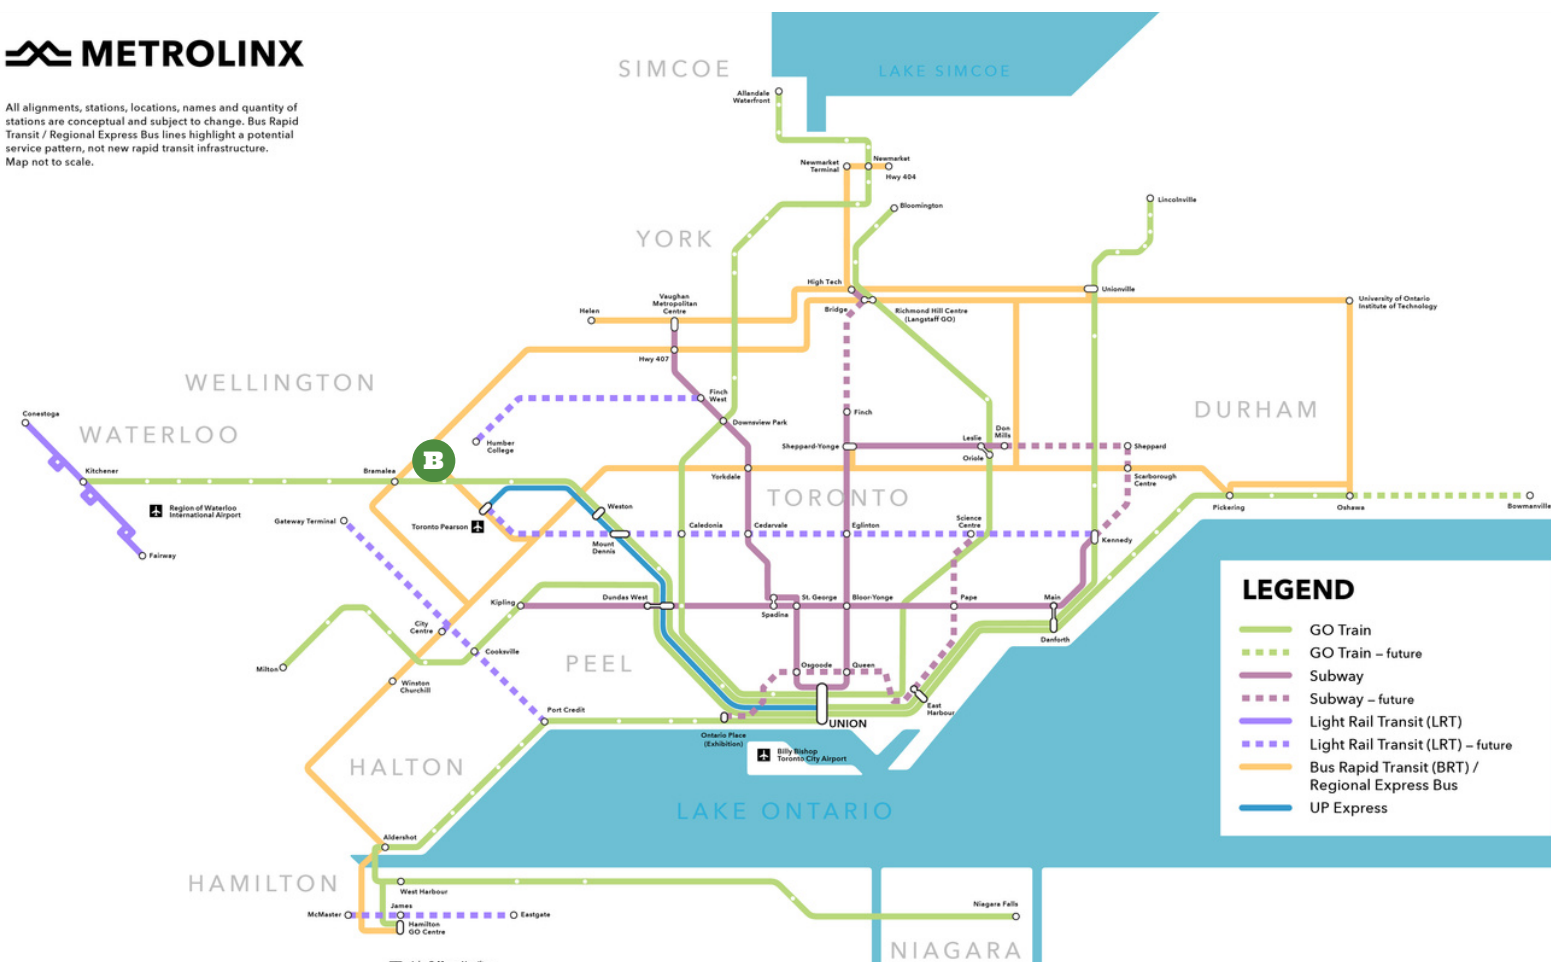 METROLINX
All alignments, stations, locations, names and quantity of
stations are conceptual and subject to change. Bus Rapid
Transit / Regional Express Bus lines highlight a potential
service pattern, not new rapid transit infrastructure.
Map not to scale.
SIMCOE
LAKE SIMCOE
Allandale
Waterfront
Newmarket
Terminal
Newmarket
Hwy 404
Bloomington
Lincolnville
YORK
High Tech
Unionville
Vaughan
Metropolitan
Centre
Helen
Bridge
Richmond Hill Centre
(Langstaff GO)
University of Ontario
Institute of Technology
Hwy 407
WELLINGTON
Finch
West
Conestoga
WATERLOO
Finch
Downsview Park
DURHAM
Humber
College
Sheppard-Yonge
Leslie
Don
Mills
Oriole
Sheppard
B
Kitchener
Bramalea
Yorkdale
Scarborough
Centre
TORONTO
Region of Waterloo
International Airport
Gateway Terminal
Toronto Pearson
Weston
Pickering
Oshawa
Bowmanville
Caledonia
Cedarvale
Eglinton
Science
Centre
Mount
Dennis
Kennedy
Fairway
LEGEND
Kipling
Dundas West
Spadina
St. George
Bloor-Yonge
Pape
Main
Danforth
City
Centre
Milton
Cooksville
PEEL
Osgoode
Queen
Winston
Churchill
Port Credit
East
Harbour
UNION
Ontario Place
(Exhibition)
Billy Bishop
Toronto City Airport
GO Train
GO Train – future
Subway
Subway – future
Light Rail Transit (LRT)
Light Rail Transit (LRT) – future
Bus Rapid Transit (BRT) /
Regional Express Bus
UP Express
HALTON
LAKE ONTARIO
Aldershot
HAMILTON
West Harbour
McMaster
James
Eastgate
Hamilton
GO Centre
Niagara Falls
NIAGARA